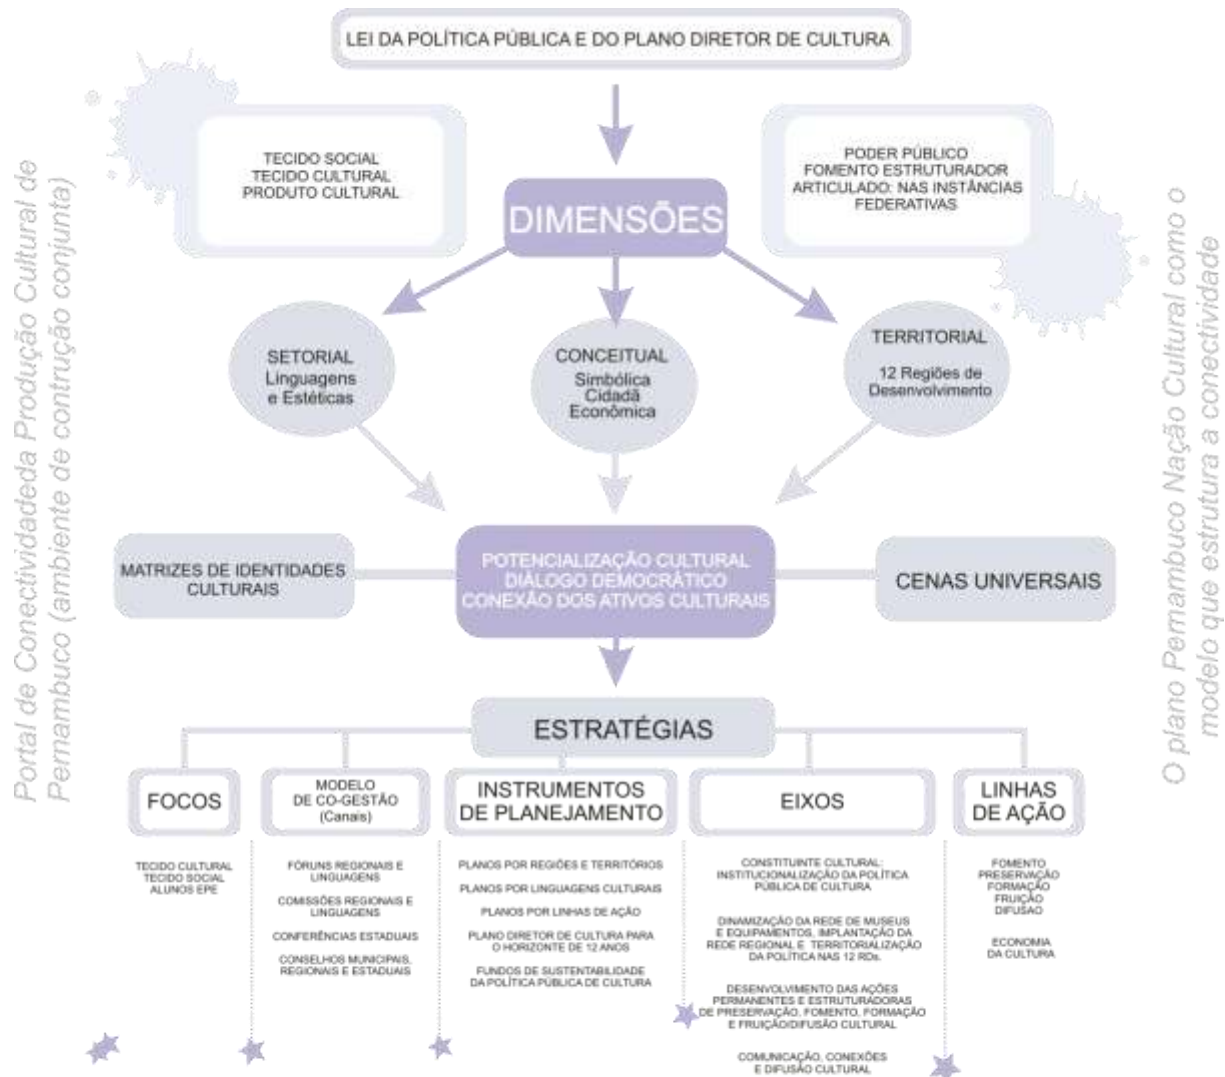 LEI DA POLÍTICA PÚBLICA E DO PLANO DIRETOR DE CULTURA
TECIDO SOCIAL
TECIDO CULTURAL
PRODUTO CULTURAL
PODER PÚBLICO
FOMENTO ESTRUTURADOR
ARTICULADO: NAS INSTÂNCIAS
FEDERATIVAS
DIMENSÕES
SETORIAL
Linguagens
e Estéticas
CONCEITUAL
Simbólica
Cidadã
Econômica
TERRITORIAL
12 Regiões de
Desenvolvimento
Portal de Conectividadeda Produção Cultural de
Pernambuco (ambiente de contrução conjunta)
O plano Pernambuco Nação Cultural como o
modelo que estrutura a conectividade
MATRIZES DE IDENTIDADES
CULTURAIS
POTENCIALIZAÇÃO CULTURAL
DIÁLOGO DEMOCRÁTICO
CONEXÃO DOS ATIVOS CULTURAIS
CENAS UNIVERSAIS
ESTRATÉGIAS
FOCOS
TECIDO CULTURAL
TECIDO SOCIAL
ALUNOS EPE
MODELO
DE CO-GESTÃO
(Canais)
FÓRUNS REGIONAIS E
LINGUAGENS
COMISSÕES REGIONAIS E
LINGUAGENS
CONFERÊNCIAS ESTADUAIS
CONSELHOS MUNICIPAIS,
REGIONAIS E ESTADUAIS
INSTRUMENTOS
DE PLANEJAMENTO
PLANOS POR REGIÕES E TERRITÓRIOS
PLANOS POR LINGUAGENS CULTURAIS
PLANOS POR LINHAS DE AÇÃO
PLANO DIRETOR DE CULTURA PARA
O HORIZONTE DE 12 ANOS
FUNDOS DE SUSTENTABILIDADE
DA POLÍTICA PÚBLICA DE CULTURA
EIXOS
CONSTITUINTE CULTURAL:
INSTITUCIONALIZAÇÃO DA POLÍTICA
PÚBLICA DE CULTURA
DINAMIZAÇÃO DA REDE DE MUSEUS
E EQUIPAMENTOS, IMPLANTAÇÃO DA
REDE REGIONAL E TERRITORIALIZAÇÃO
DA POLÍTICA NAS 12 RDs.
DESENVOLVIMENTO DAS AÇÕES
PERMANENTES E ESTRUTURADORAS
DE PRESERVAÇÃO, FOMENTO, FORMAÇÃO
E FRUIÇÃO/DIFUSÃO CULTURAL
COMUNICAÇÃO, CONEXÕES
E DIFUSÃO CULTURAL
LINHAS
DE AÇÃO
FOMENTO
PRESERVAÇÃO
FORMAÇÃO
FRUIÇÃO
DIFUSAO
ECONOMIA
DA CULTURA